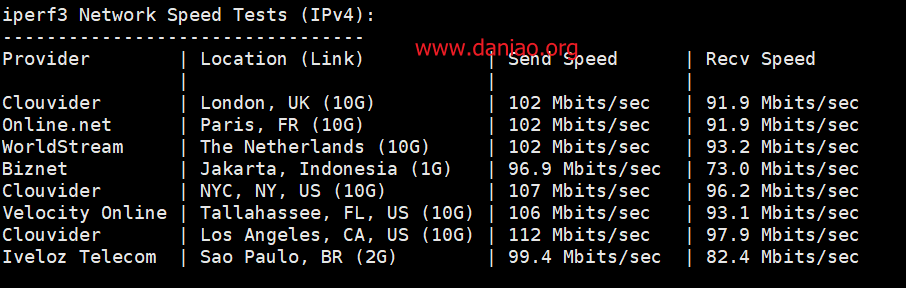 iperf3 Network Speed Tests (IPv4):
---------------------------------
www.daniao.org
Provider | Location (Link) | Send Speed | Recv Speed
| | |
Clouvider | London, UK (10G) | 102 Mbits/sec | 91.9 Mbits/sec
Online.net | Paris, FR (10G) | 102 Mbits/sec | 91.9 Mbits/sec
WorldStream | The Netherlands (10G) | 102 Mbits/sec | 93.2 Mbits/sec
Biznet | Jakarta, Indonesia (1G) | 96.9 Mbits/sec | 73.0 Mbits/sec
Clouvider | NYC, NY, US (10G) | 107 Mbits/sec | 96.2 Mbits/sec
Velocity Online | Tallahassee, FL, US (10G) | 106 Mbits/sec | 93.1 Mbits/sec
Clouvider | Los Angeles, CA, US (10G) | 112 Mbits/sec | 97.9 Mbits/sec
Iveloz Telecom | Sao Paulo, BR (2G) | 99.4 Mbits/sec | 82.4 Mbits/sec